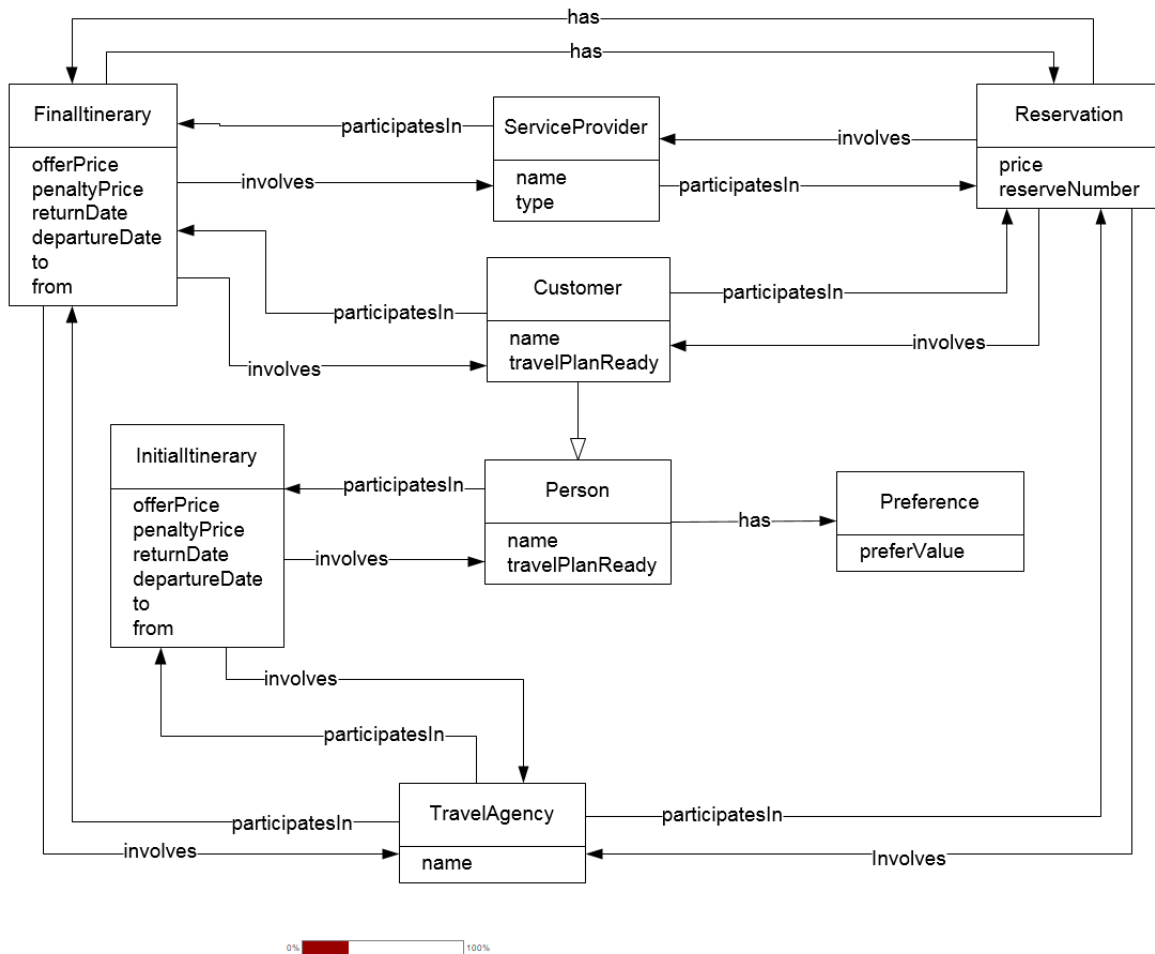 has
has
FinalItinerary
offerPrice
penaltyPrice
returnDate
departureDate
to
from
participatesIn
ServiceProvider
name
type
involves
Reservation
price
reserveNumber
involves
participatesIn
participatesIn
Customer
name
travelPlanReady
participatesIn
involves
involves
InitialItinerary
offerPrice
penaltyPrice
returnDate
departureDate
to
from
participatesIn
Person
name
travelPlanReady
has
Preference
preferValue
involves
involves
participatesIn
participatesIn
TravelAgency
name
participatesIn
involves
Involves
0%
100%